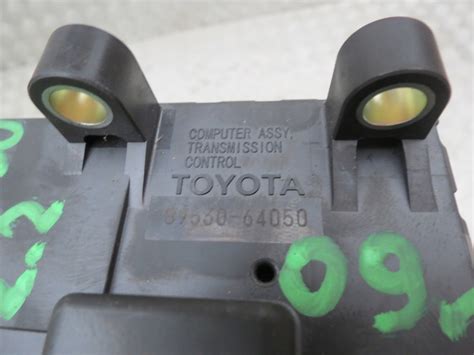 COMPUTER ASSY,
TRANSMISSION
CONTROL
TOYOTA
89530-64050
09